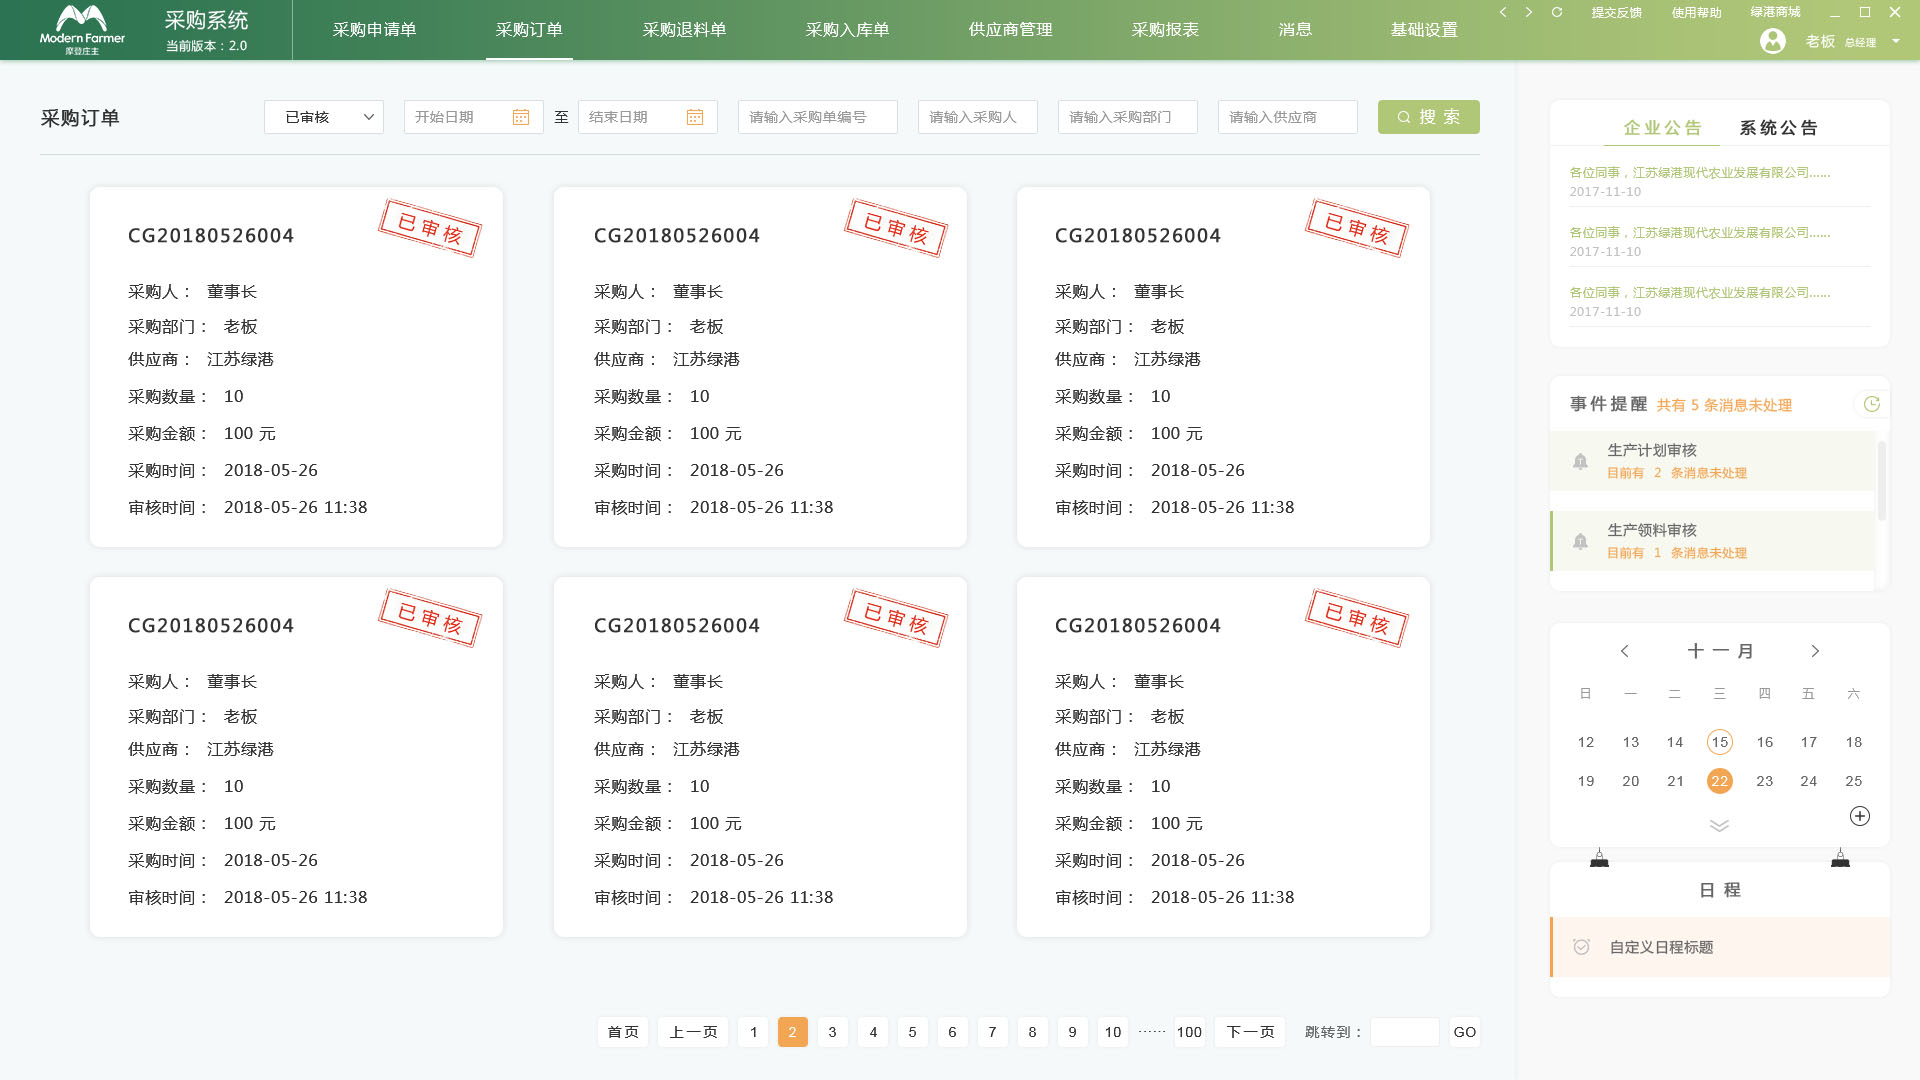 Modern Farmer
摩登庄主
采购系统
当前版本：2.0
采购申请单
采购订单
采购退料单
采购入库单
供应商管理
采购报表
消息
基础设置
提交反馈
使用帮助
绿港商城
老板 总经理
采购订单
已审核
开始日期
至
结束日期
请输入采购单编号
请输入采购人
请输入采购部门
请输入供应商
搜 索
CG20180526004
已审核
采购人： 董事长
采购部门： 老板
供应商： 江苏绿港
采购数量： 10
采购金额： 100 元
采购时间： 2018-05-26
审核时间： 2018-05-26 11:38
CG20180526004
已审核
采购人： 董事长
采购部门： 老板
供应商： 江苏绿港
采购数量： 10
采购金额： 100 元
采购时间： 2018-05-26
审核时间： 2018-05-26 11:38
CG20180526004
已审核
采购人： 董事长
采购部门： 老板
供应商： 江苏绿港
采购数量： 10
采购金额： 100 元
采购时间： 2018-05-26
审核时间： 2018-05-26 11:38
CG20180526004
已审核
采购人： 董事长
采购部门： 老板
供应商： 江苏绿港
采购数量： 10
采购金额： 100 元
采购时间： 2018-05-26
审核时间： 2018-05-26 11:38
CG20180526004
已审核
采购人： 董事长
采购部门： 老板
供应商： 江苏绿港
采购数量： 10
采购金额： 100 元
采购时间： 2018-05-26
审核时间： 2018-05-26 11:38
CG20180526004
已审核
采购人： 董事长
采购部门： 老板
供应商： 江苏绿港
采购数量： 10
采购金额： 100 元
采购时间： 2018-05-26
审核时间： 2018-05-26 11:38
首页 上一页 1 2 3 4 5 6 7 8 9 10 ······ 100 下一页 跳转到： GO
企业公告 系统公告
各位同事，江苏绿港现代农业发展有限公司......
2017-11-10
各位同事，江苏绿港现代农业发展有限公司......
2017-11-10
各位同事，江苏绿港现代农业发展有限公司......
2017-11-10
事件提醒 共有 5 条消息未处理
生产计划审核
目前有 2 条消息未处理
生产领料审核
目前有 1 条消息未处理
十一月
日 一 二 三 四 五 六
12 13 14 15 16 17 18
19 20 21 22 23 24 25
日 程
自定义日程标题